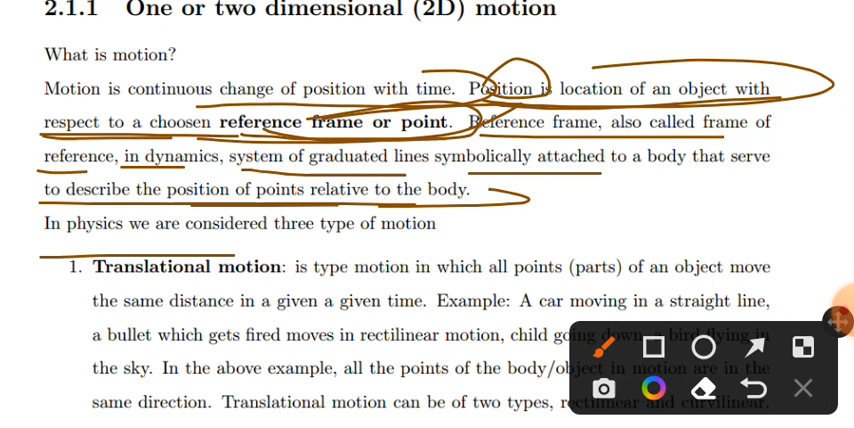 2.1.1 One or two dimensional (2D) motion
What is motion?
Motion is continuous change of position with time. Position is location of an object with
respect to a choosen reference frame or point. Reference frame, also called frame of
reference, in dynamics, system of graduated lines symbolically attached to a body that serve
to describe the position of points relative to the body.
In physics we are considered three type of motion
1. Translational motion: is type motion in which all points (parts) of an object move
the same distance in a given a given time. Example: A car moving in a straight line,
a bullet which gets fired moves in rectilinear motion, child going down a bird flying in
the sky. In the above example, all the points of the body/object in motion are in the
same direction. Translational motion can be of two types, rectilinear and curvilinear.